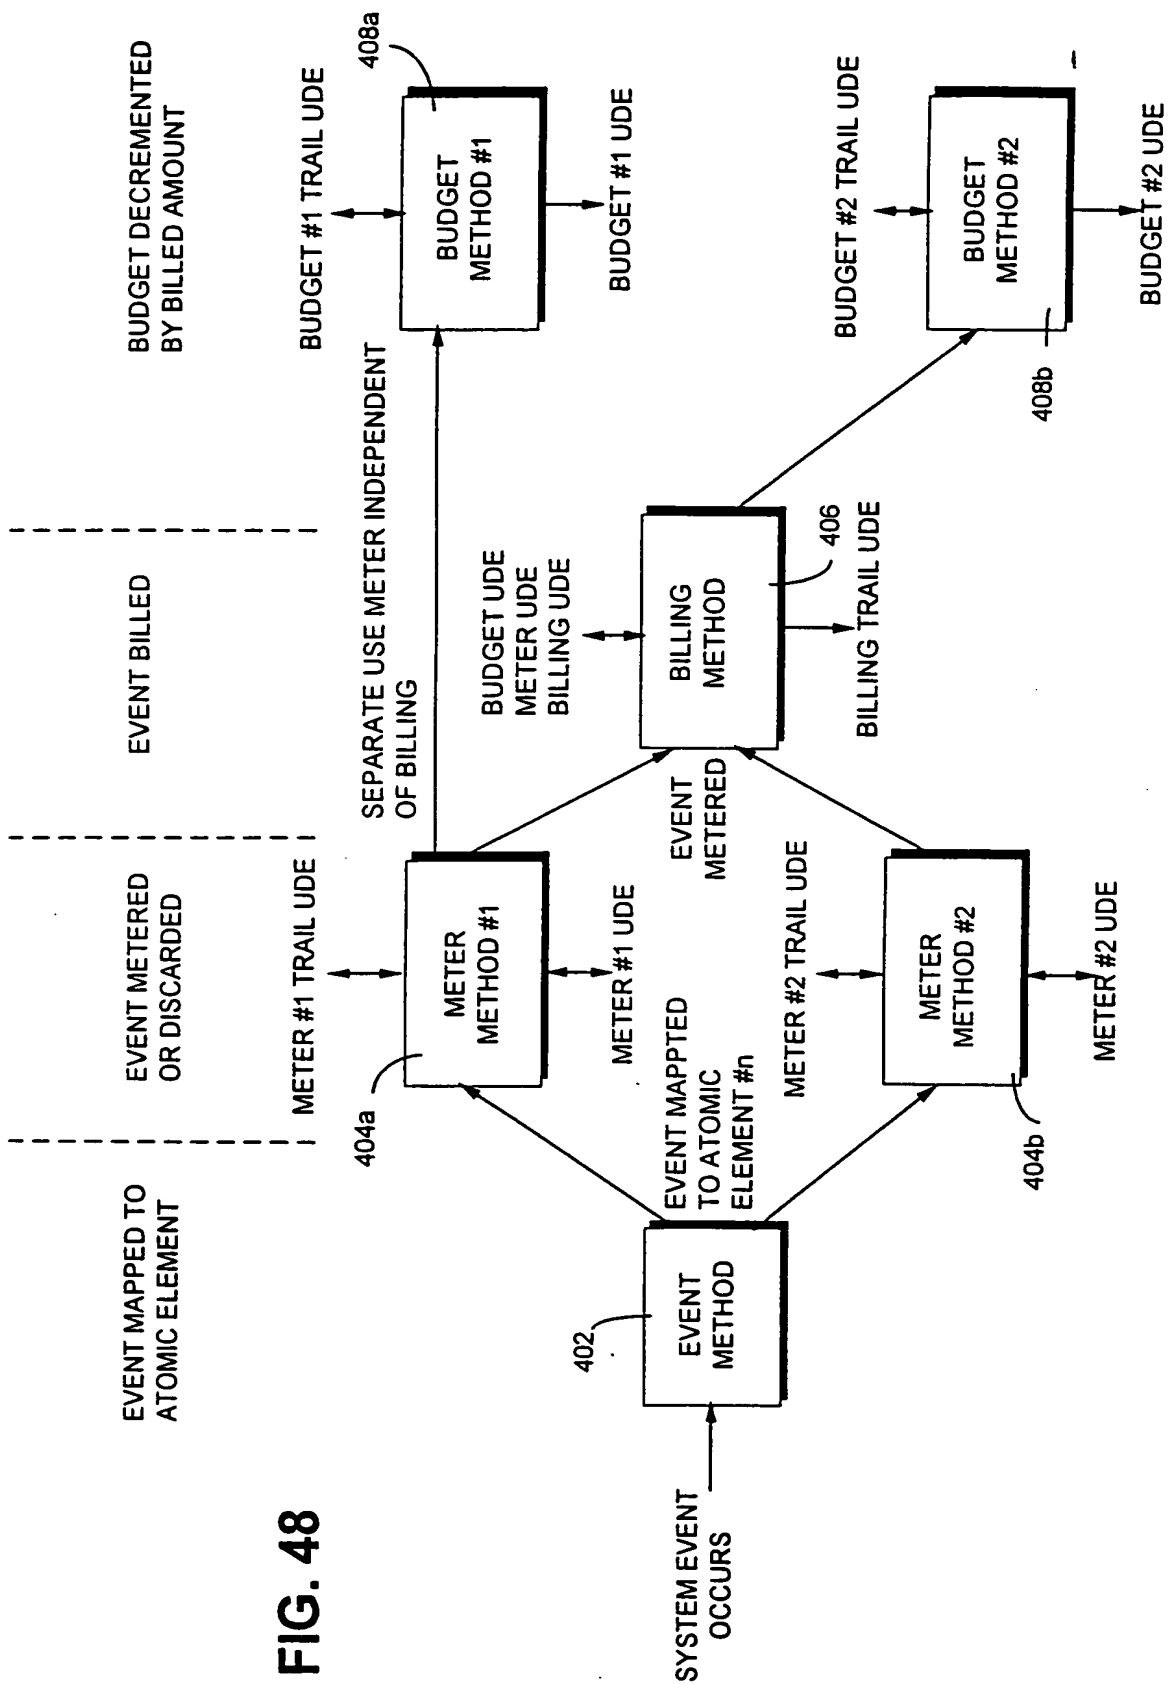 FIG. 48
EVENT MAPPED TO
ATOMIC ELEMENT
EVENT METERED
OR DISCARDED
EVENT BILLED
BUDGET DECREMENTED
BY BILLED AMOUNT
SYSTEM EVENT
OCCURS
402
EVENT
METHOD
EVENT MAPPTED
TO ATOMIC
ELEMENT #n
METER #1 TRAIL UDE
404a
METER
METHOD #1
METER #1 UDE
METER #2 TRAIL UDE
METER
METHOD #2
404b
METER #2 UDE
SEPARATE USE METER INDEPENDENT
OF BILLING
EVENT
METERED
BUDGET UDE
METER UDE
BILLING UDE
BILLING
METHOD
406
BILLING TRAIL UDE
BUDGET #1 TRAIL UDE
408a
BUDGET
METHOD #1
BUDGET #1 UDE
BUDGET #2 TRAIL UDE
BUDGET
METHOD #2
408b
BUDGET #2 UDE